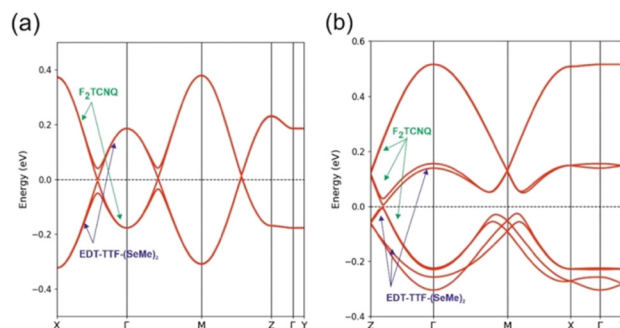 (a)
(b)
Energy (eV)
0.4
0.2
0.0
−0.2
−0.4
F₂TCNQ
EDT-TTF-(SeMe)₂
X
Γ
M
Z
Γ
Y
Energy (eV)
0.6
0.4
0.2
0.0
−0.2
−0.4
F₂TCNQ
EDT-TTF-(SeMe)₂
Z
Γ
M
X
Γ